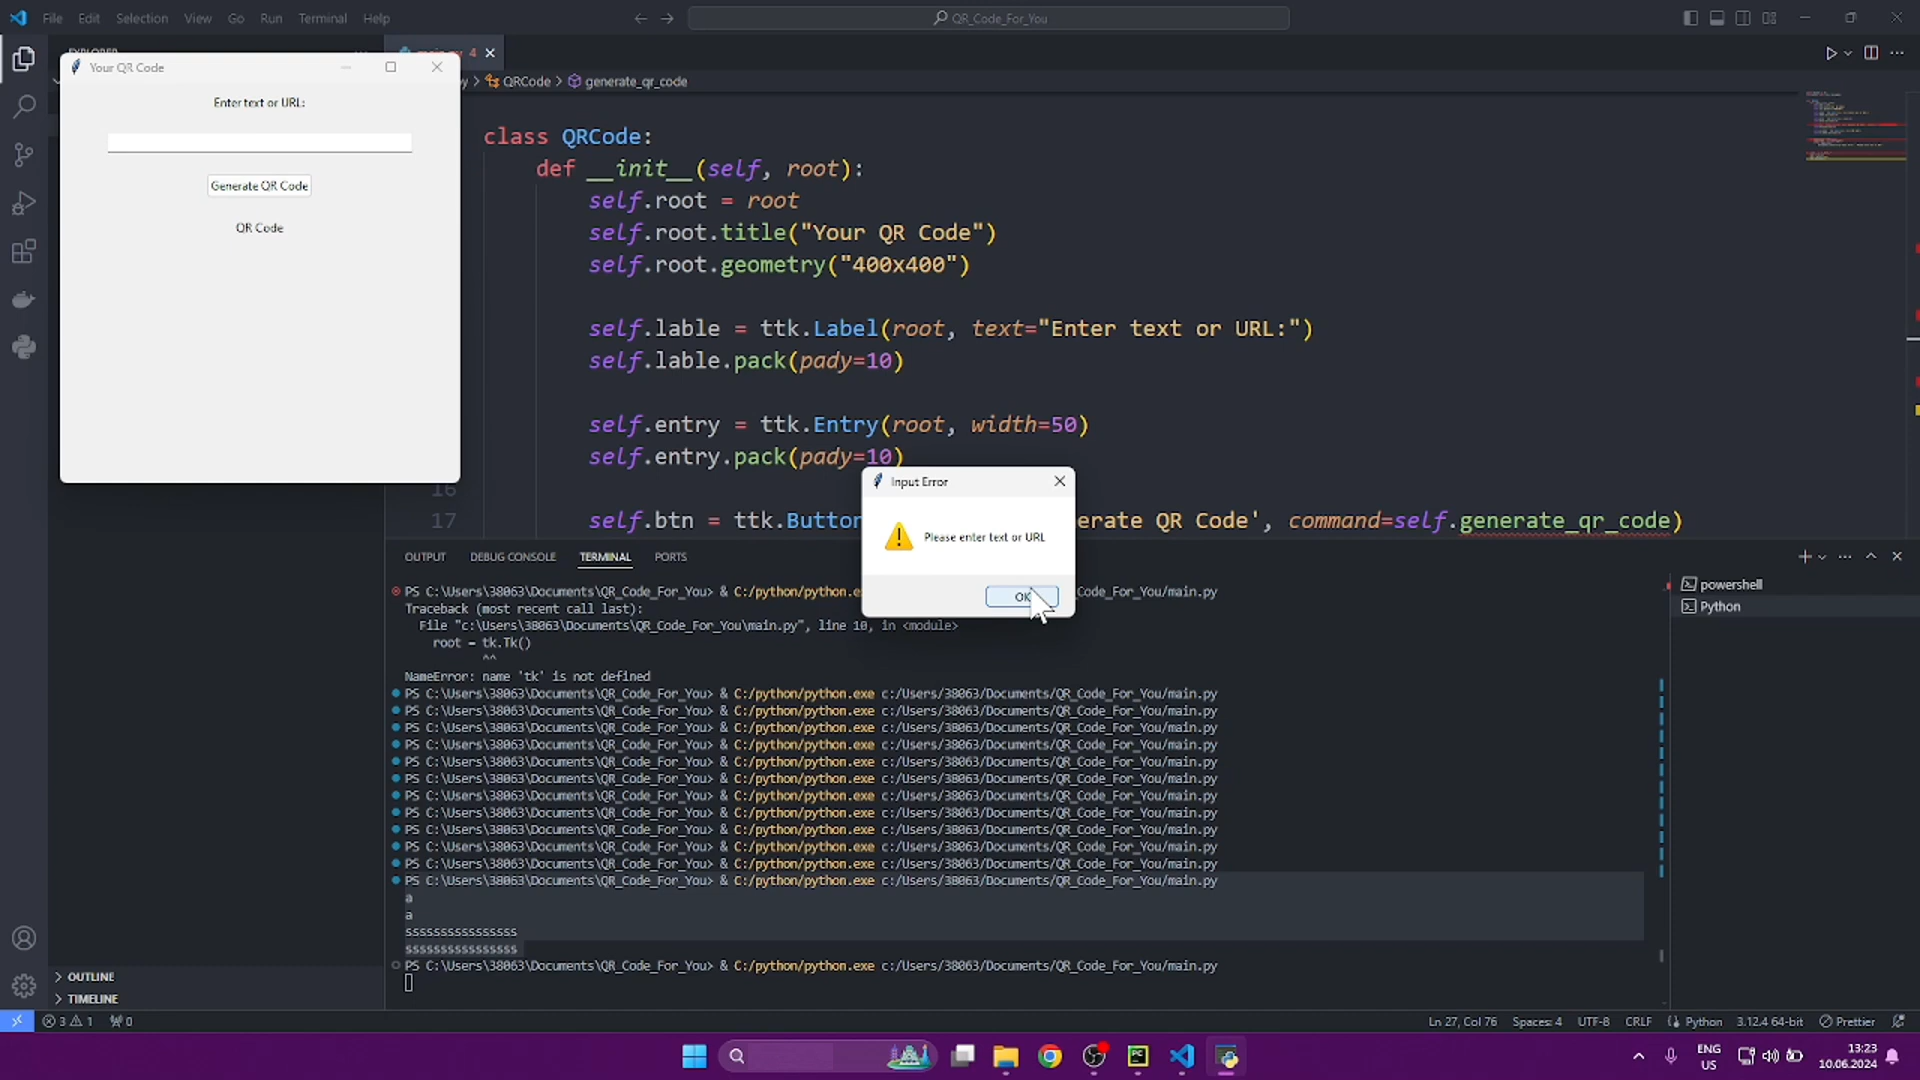 File Edit Selection View Go Run Terminal Help
QR_Code_For_You
Your QR Code
Enter text or URL:
Generate QR Code
QR Code
4
QRCode > generate_qr_code
class QRCode:
def __init__(self, root):
self.root = root
self.root.title("Your QR Code")
self.root.geometry("400x400")
self.lable = ttk.Label(root, text="Enter text or URL:")
self.lable.pack(pady=10)
self.entry = ttk.Entry(root, width=50)
self.entry.pack(pady=10)
16
17 self.btn = ttk.Button erate QR Code', command=self.generate_qr_code)
Input Error
Please enter text or URL
OK
OUTPUT DEBUG CONSOLE TERMINAL PORTS
powershell
Python
PS C:\Users\38063\Documents\QR_Code_For_You> & C:/python/python.e Code_For_You/main.py
Traceback (most recent call last):
File "c:\Users\38063\Documents\QR_Code_For_You\main.py", line 10, in <module>
root = tk.Tk()
^^
NameError: name 'tk' is not defined
PS C:\Users\38063\Documents\QR_Code_For_You> & C:/python/python.exe c:/Users/38063/Documents/QR_Code_For_You/main.py
PS C:\Users\38063\Documents\QR_Code_For_You> & C:/python/python.exe c:/Users/38063/Documents/QR_Code_For_You/main.py
PS C:\Users\38063\Documents\QR_Code_For_You> & C:/python/python.exe c:/Users/38063/Documents/QR_Code_For_You/main.py
PS C:\Users\38063\Documents\QR_Code_For_You> & C:/python/python.exe c:/Users/38063/Documents/QR_Code_For_You/main.py
PS C:\Users\38063\Documents\QR_Code_For_You> & C:/python/python.exe c:/Users/38063/Documents/QR_Code_For_You/main.py
PS C:\Users\38063\Documents\QR_Code_For_You> & C:/python/python.exe c:/Users/38063/Documents/QR_Code_For_You/main.py
PS C:\Users\38063\Documents\QR_Code_For_You> & C:/python/python.exe c:/Users/38063/Documents/QR_Code_For_You/main.py
PS C:\Users\38063\Documents\QR_Code_For_You> & C:/python/python.exe c:/Users/38063/Documents/QR_Code_For_You/main.py
PS C:\Users\38063\Documents\QR_Code_For_You> & C:/python/python.exe c:/Users/38063/Documents/QR_Code_For_You/main.py
PS C:\Users\38063\Documents\QR_Code_For_You> & C:/python/python.exe c:/Users/38063/Documents/QR_Code_For_You/main.py
PS C:\Users\38063\Documents\QR_Code_For_You> & C:/python/python.exe c:/Users/38063/Documents/QR_Code_For_You/main.py
PS C:\Users\38063\Documents\QR_Code_For_You> & C:/python/python.exe c:/Users/38063/Documents/QR_Code_For_You/main.py
a
a
ssssssssssssssss
ssssssssssssssss
PS C:\Users\38063\Documents\QR_Code_For_You> & C:/python/python.exe c:/Users/38063/Documents/QR_Code_For_You/main.py
OUTLINE
TIMELINE
3 1 0
Ln 27, Col 76 Spaces: 4 UTF-8 CRLF Python 3.12.4 64-bit Prettier
ENG
US
13:23
10.06.2024